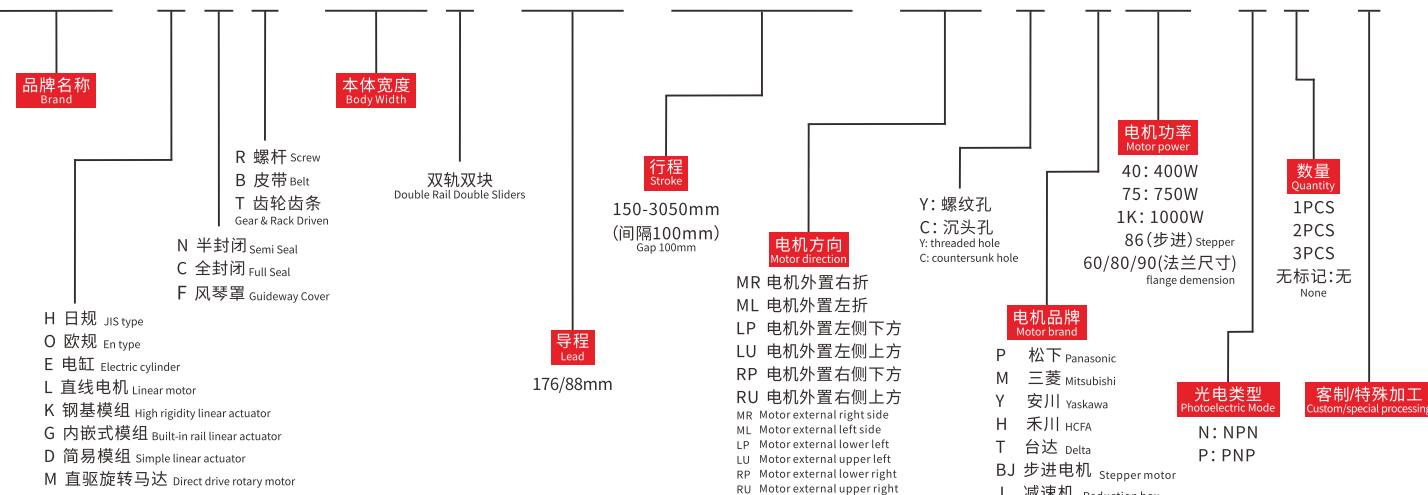 品牌名称
Brand
H 日规 JIS type
O 欧规 En type
E 电缸 Electric cylinder
L 直线电机 Linear motor
K 钢基模组 High rigidity linear actuator
G 内嵌式模组 Built-in rail linear actuator
D 简易模组 Simple linear actuator
M 直驱旋转马达 Direct drive rotary motor
N 半封闭 Semi Seal
C 全封闭 Full Seal
F 风琴罩 Guideway Cover
R 螺杆 Screw
B 皮带 Belt
T 齿轮齿条
Gear & Rack Driven
本体宽度
Body Width
双轨双块
Double Rail Double Sliders
导程
Lead
176/88mm
行程
Stroke
150-3050mm
(间隔100mm)
Gap 100mm
电机方向
Motor direction
MR 电机外置右折
ML 电机外置左折
LP 电机外置左侧下方
LU 电机外置左侧上方
RP 电机外置右侧下方
RU 电机外置右侧上方
MR Motor external right side
ML Motor external left side
LP Motor external lower left
LU Motor external upper left
RP Motor external lower right
RU Motor external upper right
Y：螺纹孔
C：沉头孔
Y: threaded hole
C: countersunk hole
电机品牌
Motor brand
P 松下 Panasonic
M 三菱 Mitsubishi
Y 安川 Yaskawa
H 禾川 HCFA
T 台达 Delta
BJ 步进电机 Stepper motor
电机功率
Motor power
40：400W
75：750W
1K：1000W
86(步进) Stepper
60/80/90(法兰尺寸)
flange demension
光电类型
Photoelectric Mode
N：NPN
P：PNP
数量
Quantity
1PCS
2PCS
3PCS
无标记：无
None
客制/特殊加工
Custom/special processing